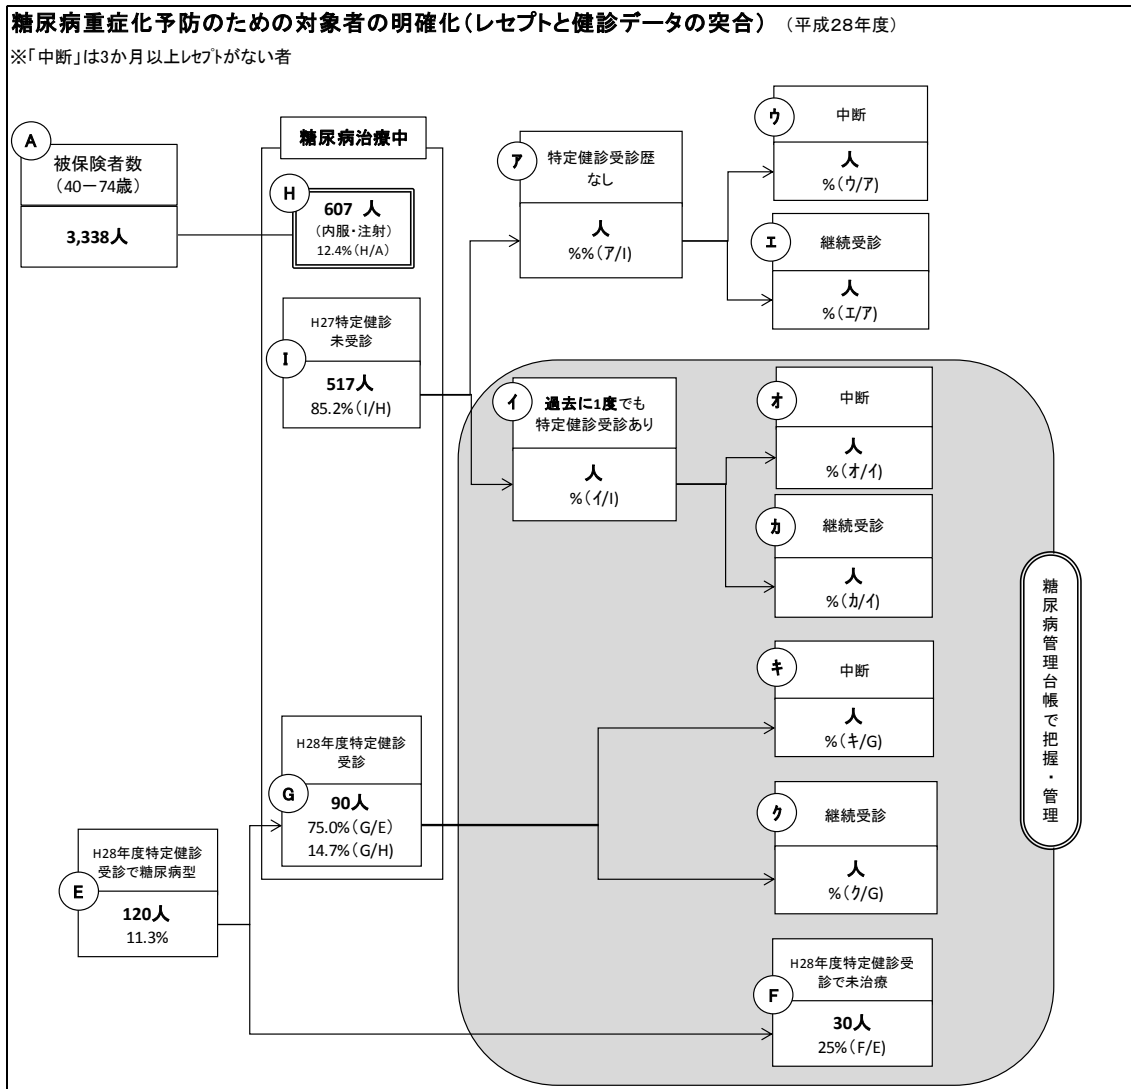 糖尿病重症化予防のための対象者の明確化(レセプトと健診データの突合) (平成28年度)
※「中断」は3か月以上レセプトがない者
A
被保険者数
(40－74歳)
3,338人
糖尿病治療中
H
607 人
(内服・注射)
12.4%(H/A)
I
H27特定健診
未受診
517人
85.2%(I/H)
ア
特定健診受診歴
なし
人
%%(ア/I)
ウ
中断
人
%(ウ/ア)
エ
継続受診
人
%(エ/ア)
イ
過去に1度でも
特定健診受診あり
人
%(イ/I)
オ
中断
人
%(オ/イ)
カ
継続受診
人
%(カ/イ)
キ
中断
人
%(キ/G)
G
H28年度特定健診
受診
90人
75.0%(G/E)
14.7%(G/H)
ク
継続受診
人
%(ク/G)
E
H28年度特定健診
受診で糖尿病型
120人
11.3%
F
H28年度特定健診受
診で未治療
30人
25%(F/E)
糖尿病管理台帳で把握・管理